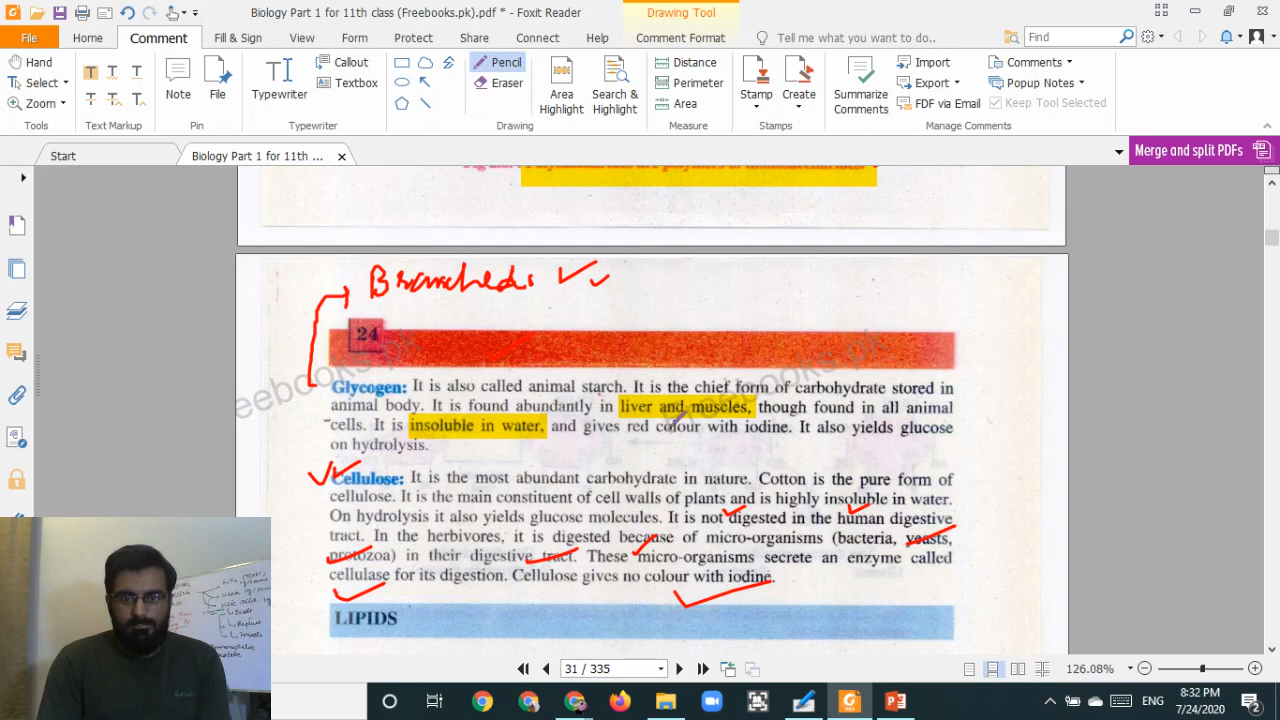 Biology Part 1 for 11th class (Freebooks.pk).pdf * - Foxit Reader
Drawing Tool
File Home Comment Fill & Sign View Form Protect Share Connect Help Comment Format Tell me what you want to do.. Find
Hand
Select
Zoom
Tools
T T T
Text Markup
Note
File
Pin
Typewriter
Callout
Textbox
Typewriter
Pencil
Eraser
Drawing
Area Highlight
Search & Highlight
Distance
Perimeter
Area
Measure
Stamp
Create
Stamps
Summarize Comments
Import
Export
FDF via Email
Comments
Popup Notes
Keep Tool Selected
Manage Comments
Start
Biology Part 1 for 11th ...
Merge and split PDFs
Branched
24
Freebooks.pk
Glycogen: It is also called animal starch. It is the chief form of carbohydrate stored in
animal body. It is found abundantly in liver and muscles, though found in all animal
cells. It is insoluble in water, and gives red colour with iodine. It also yields glucose
on hydrolysis.
Cellulose: It is the most abundant carbohydrate in nature. Cotton is the pure form of
cellulose. It is the main constituent of cell walls of plants and is highly insoluble in water.
On hydrolysis it also yields glucose molecules. It is not digested in the human digestive
tract. In the herbivores, it is digested because of micro-organisms (bacteria, yeasts,
protozoa) in their digestive tract. These micro-organisms secrete an enzyme called
cellulase for its digestion. Cellulose gives no colour with iodine.
LIPIDS
31 / 335
126.08%
ENG
8:32 PM
7/24/2020
2